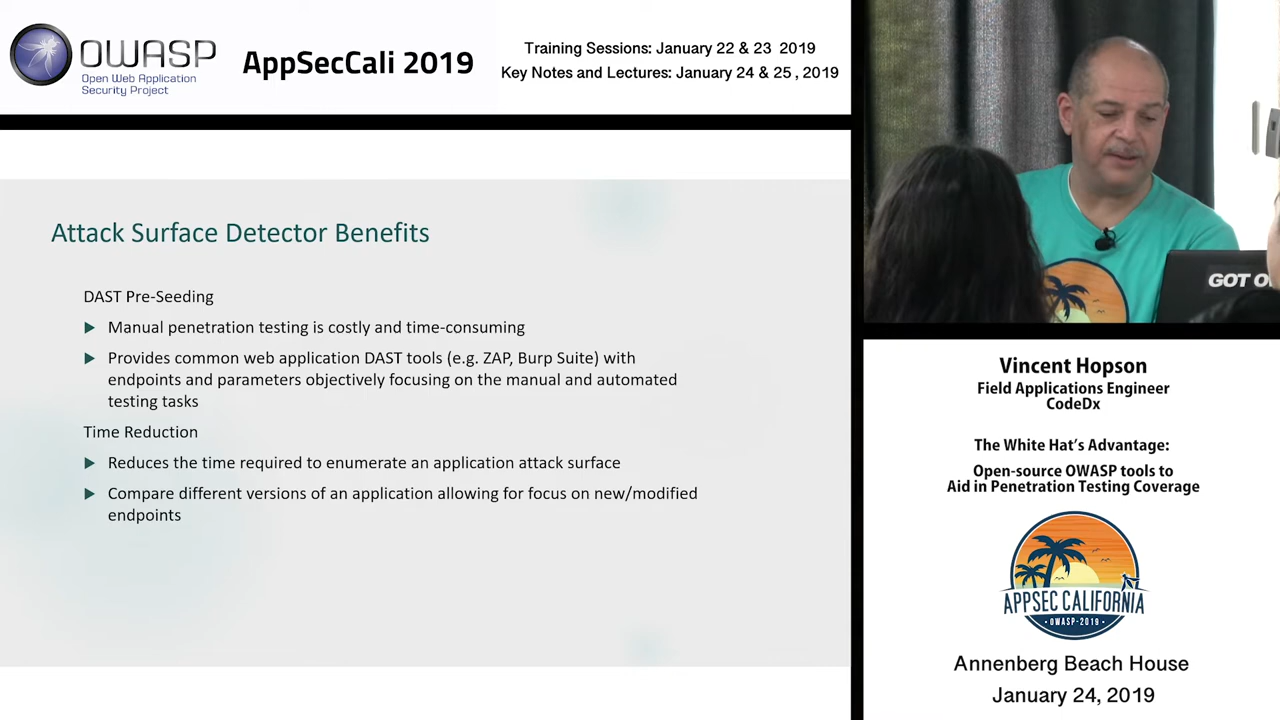 OWASP
Open Web Application
Security Project
AppSecCali 2019
Training Sessions: January 22 & 23 2019
Key Notes and Lectures: January 24 & 25, 2019
Attack Surface Detector Benefits
DAST Pre-Seeding
Manual penetration testing is costly and time-consuming
Provides common web application DAST tools (e.g. ZAP, Burp Suite) with
endpoints and parameters objectively focusing on the manual and automated
testing tasks
Time Reduction
Reduces the time required to enumerate an application attack surface
Compare different versions of an application allowing for focus on new/modified
endpoints
GOT
Vincent Hopson
Field Applications Engineer
CodeDx
The White Hat's Advantage:
Open-source OWASP tools to
Aid in Penetration Testing Coverage
APPSEC CALIFORNIA
• OWASP-2019 •
Annenberg Beach House
January 24, 2019